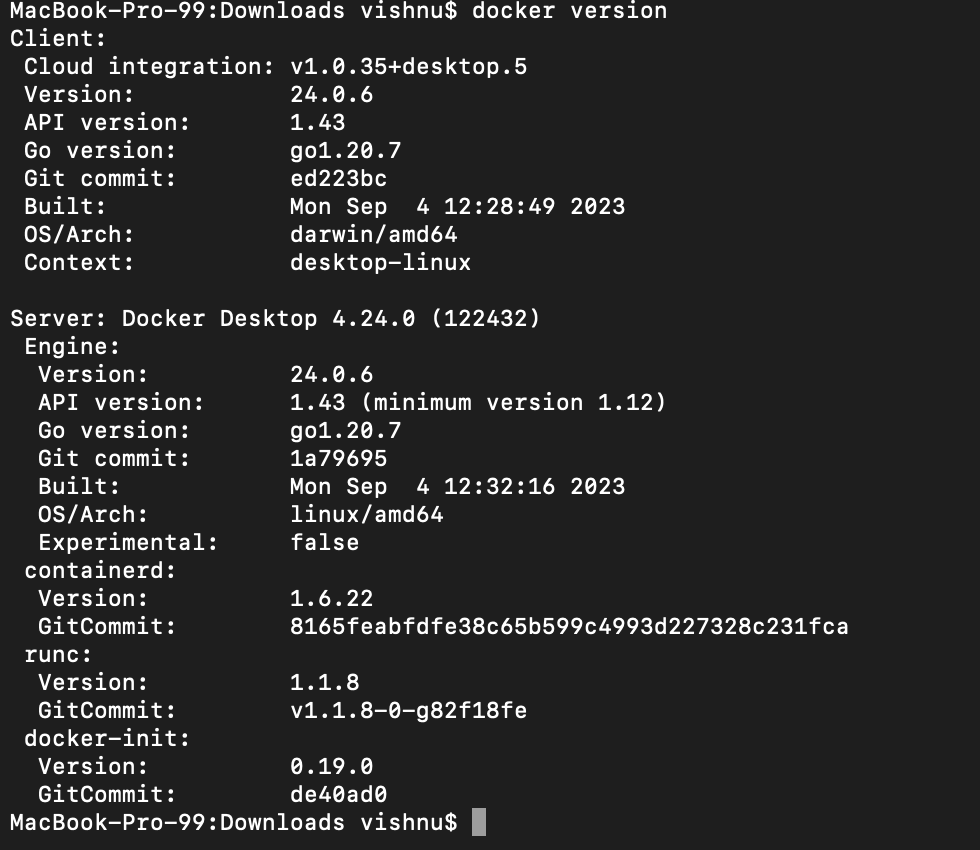 MacBook-Pro-99:Downloads vishnu$ docker version
Client:
 Cloud integration: v1.0.35+desktop.5
 Version:           24.0.6
 API version:       1.43
 Go version:        go1.20.7
 Git commit:        ed223bc
 Built:             Mon Sep  4 12:28:49 2023
 OS/Arch:           darwin/amd64
 Context:           desktop-linux

Server: Docker Desktop 4.24.0 (122432)
 Engine:
  Version:          24.0.6
  API version:      1.43 (minimum version 1.12)
  Go version:       go1.20.7
  Git commit:       1a79695
  Built:            Mon Sep  4 12:32:16 2023
  OS/Arch:          linux/amd64
  Experimental:     false
 containerd:
  Version:          1.6.22
  GitCommit:        8165feabfdfe38c65b599c4993d227328c231fca
 runc:
  Version:          1.1.8
  GitCommit:        v1.1.8-0-g82f18fe
 docker-init:
  Version:          0.19.0
  GitCommit:        de40ad0
MacBook-Pro-99:Downloads vishnu$